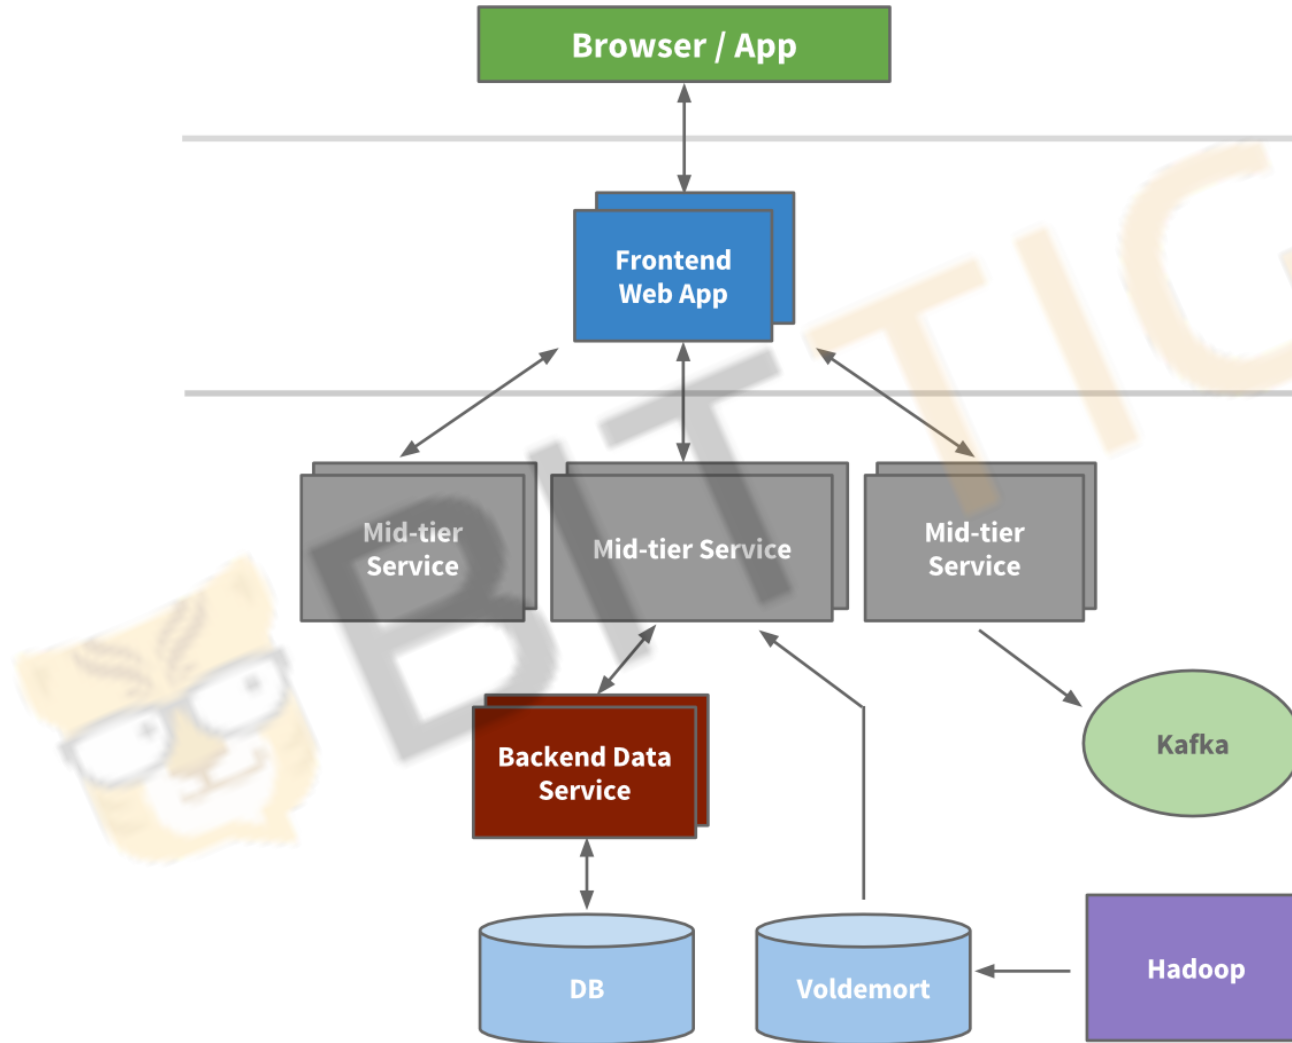 Browser / App
Frontend
Web App
Mid-tier
Service
Mid-tier Service
Mid-tier
Service
Backend Data
Service
Kafka
DB
Voldemort
Hadoop
BIT TIG